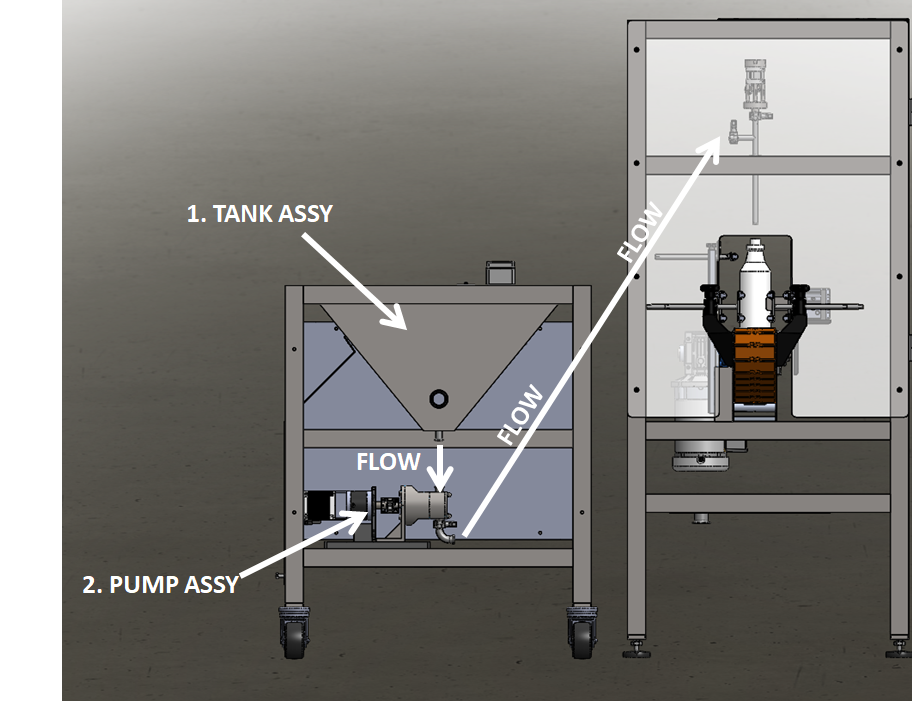 1. TANK ASSY
FLOW
FLOW
FLOW
2. PUMP ASSY